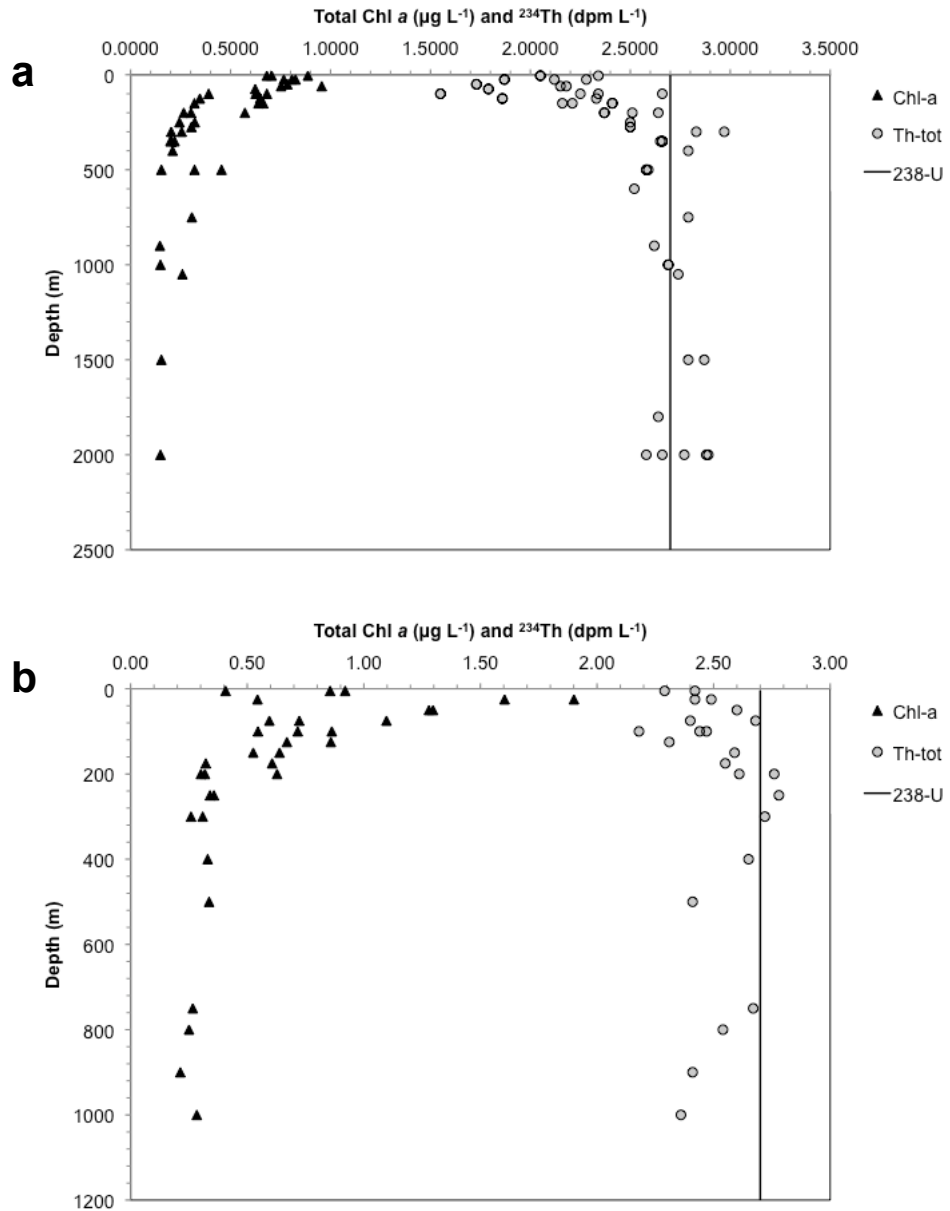 Total Chl a (µg L⁻¹) and ²³⁴Th (dpm L⁻¹)
0.0000 0.5000 1.0000 1.5000 2.0000 2.5000 3.0000 3.5000
a
0
500
1000
1500
2000
2500
Depth (m)
Chl-a
Th-tot
238-U
Total Chl a (µg L⁻¹) and ²³⁴Th (dpm L⁻¹)
0.00 0.50 1.00 1.50 2.00 2.50 3.00
b
0
200
400
600
800
1000
1200
Depth (m)
Chl-a
Th-tot
238-U